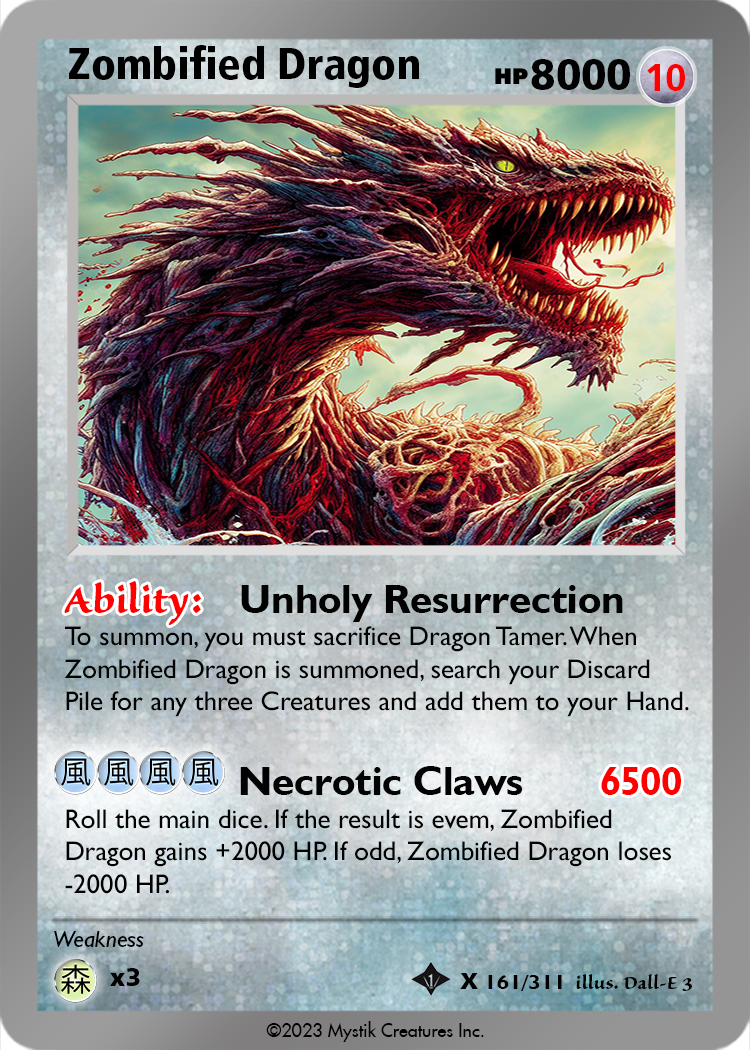 Zombified Dragon HP8000 10
Ability: Unholy Resurrection
To summon, you must sacrifice Dragon Tamer. When
Zombified Dragon is summoned, search your Discard
Pile for any three Creatures and add them to your Hand.
風 風 風 風 Necrotic Claws 6500
Roll the main dice. If the result is evem, Zombified
Dragon gains +2000 HP. If odd, Zombified Dragon loses
-2000 HP.
Weakness
森 x3 1 X 161/311 illus. Dall-E 3
©2023 Mystik Creatures Inc.